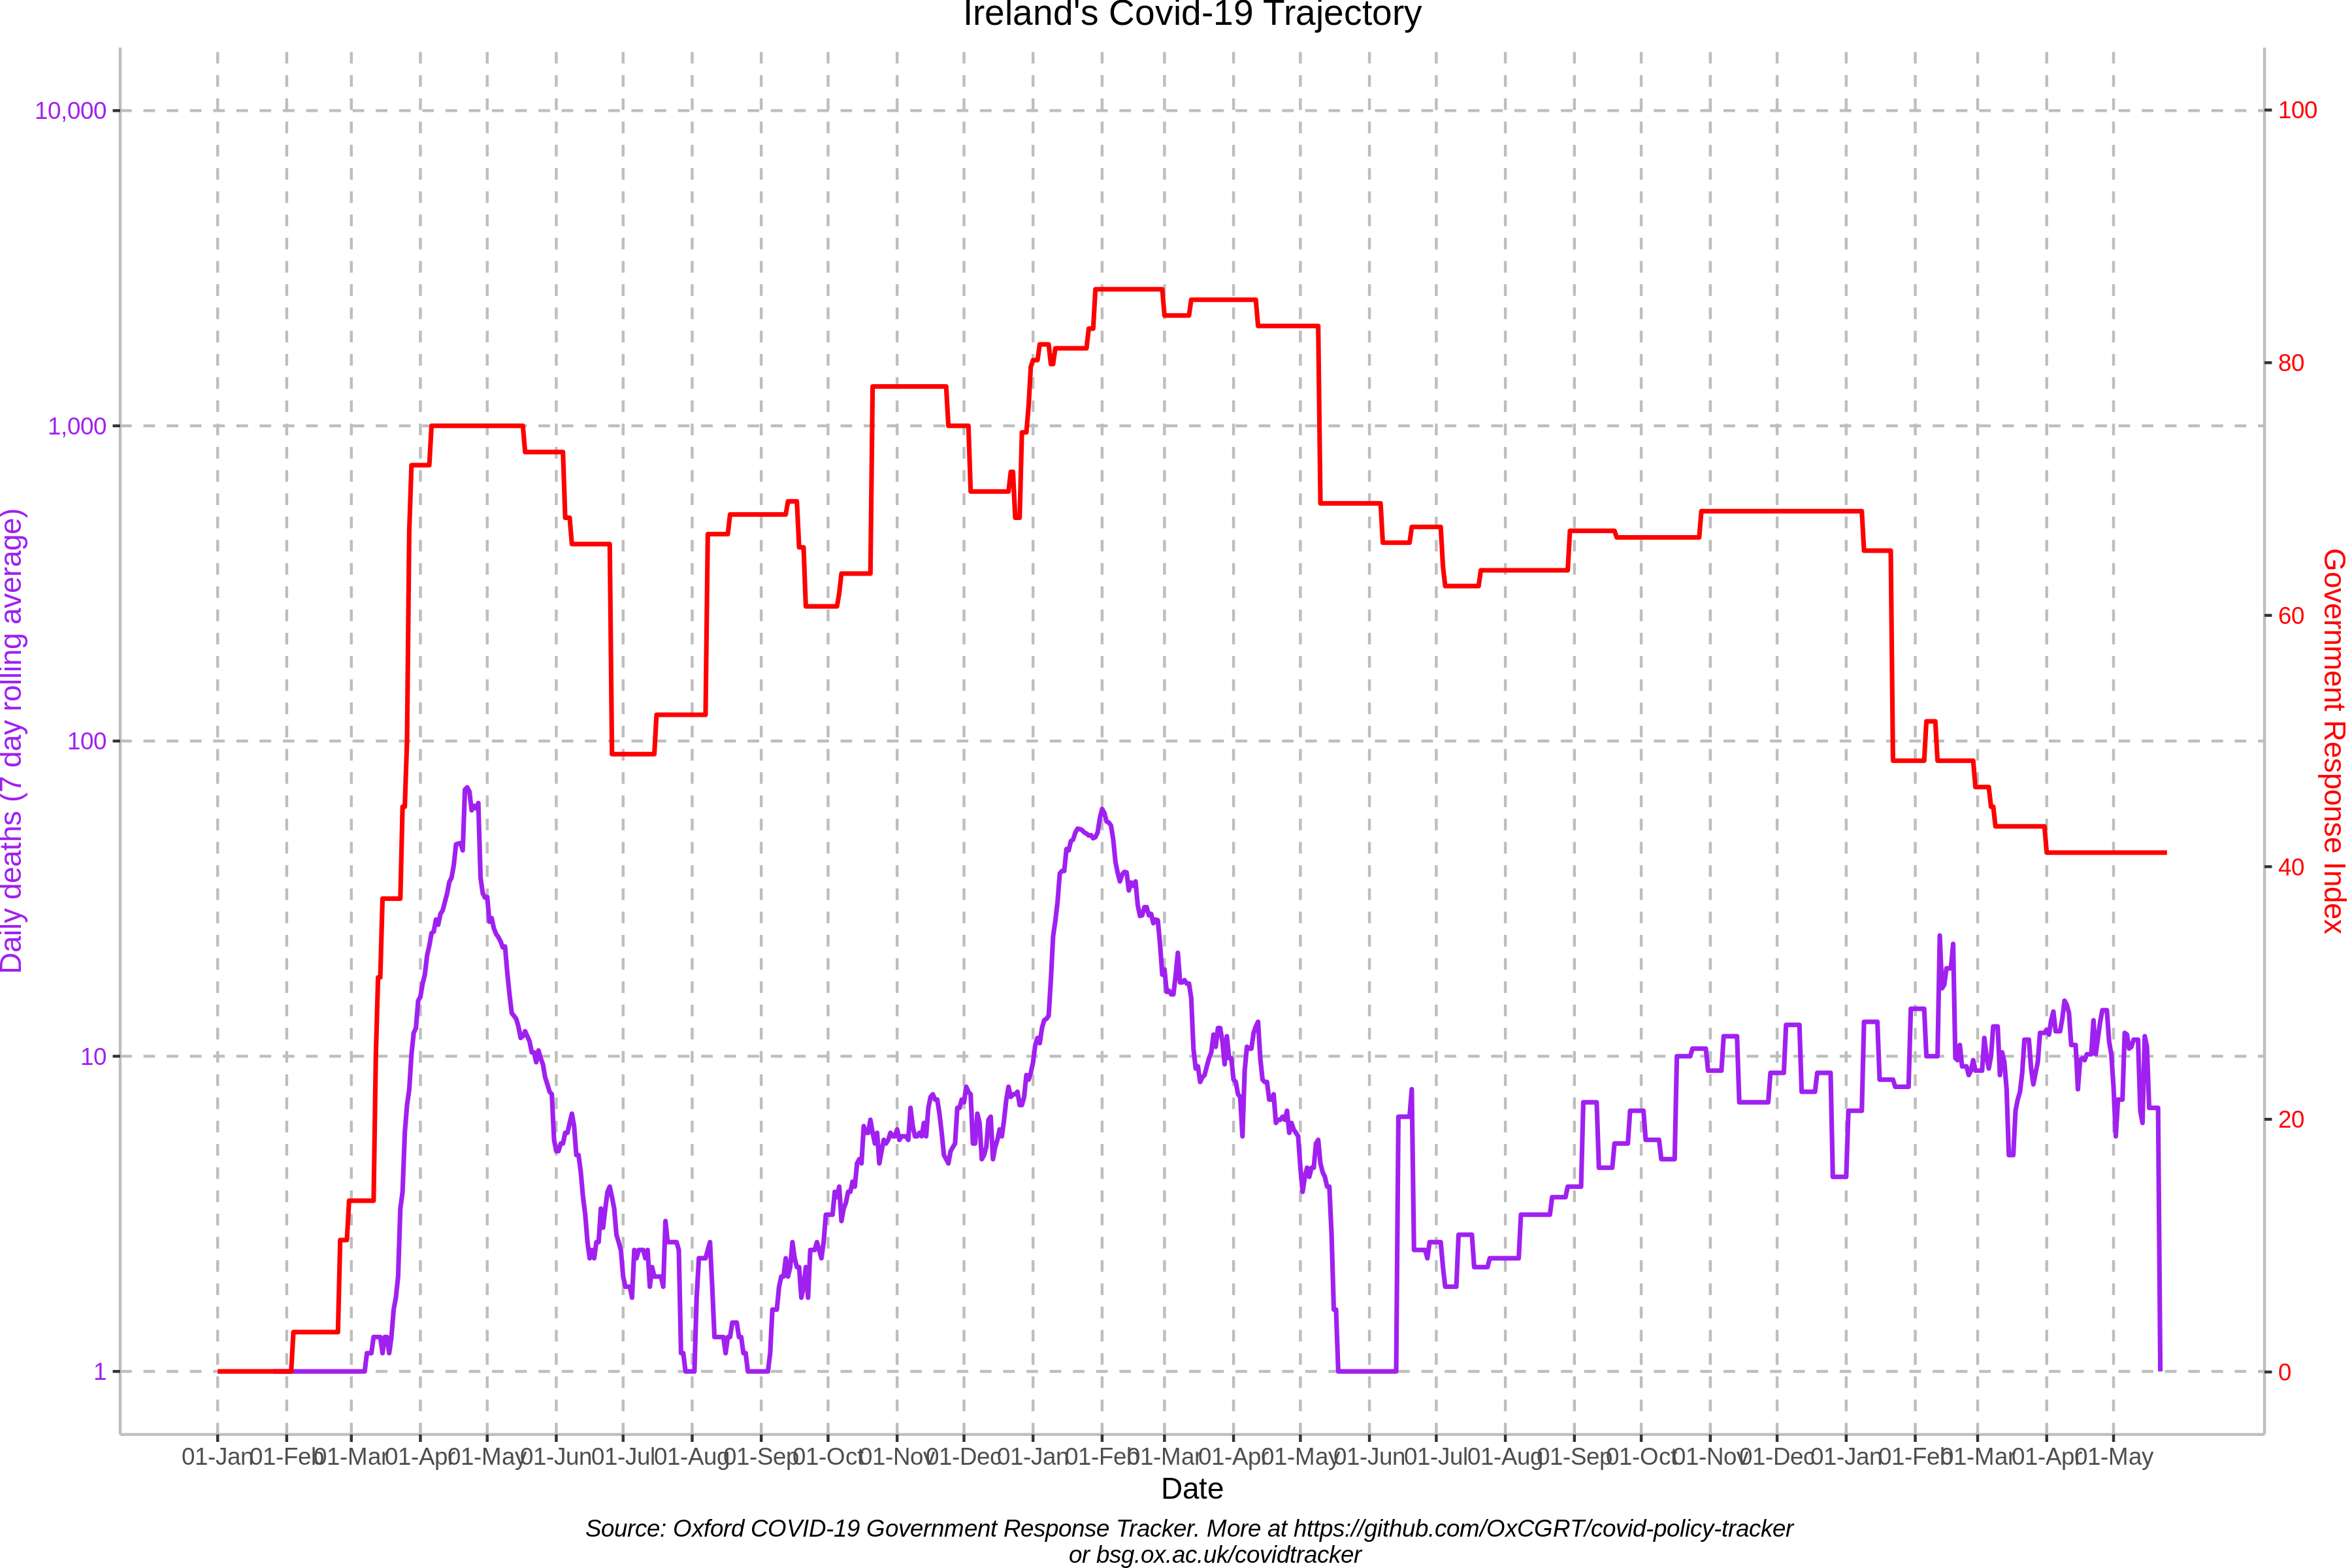 Ireland's Covid-19 Trajectory
10,000
1,000
100
10
1
Daily deaths (7 day rolling average)
100
80
60
40
20
0
Government Response Index
01-Jan 01-Feb 01-Mar 01-Apr 01-May 01-Jun 01-Jul 01-Aug 01-Sep 01-Oct 01-Nov 01-Dec 01-Jan 01-Feb 01-Mar 01-Apr 01-May 01-Jun 01-Jul 01-Aug 01-Sep 01-Oct 01-Nov 01-Dec 01-Jan 01-Feb 01-Mar 01-Apr 01-May
Date
Source: Oxford COVID-19 Government Response Tracker. More at https://github.com/OxCGRT/covid-policy-tracker
or bsg.ox.ac.uk/covidtracker